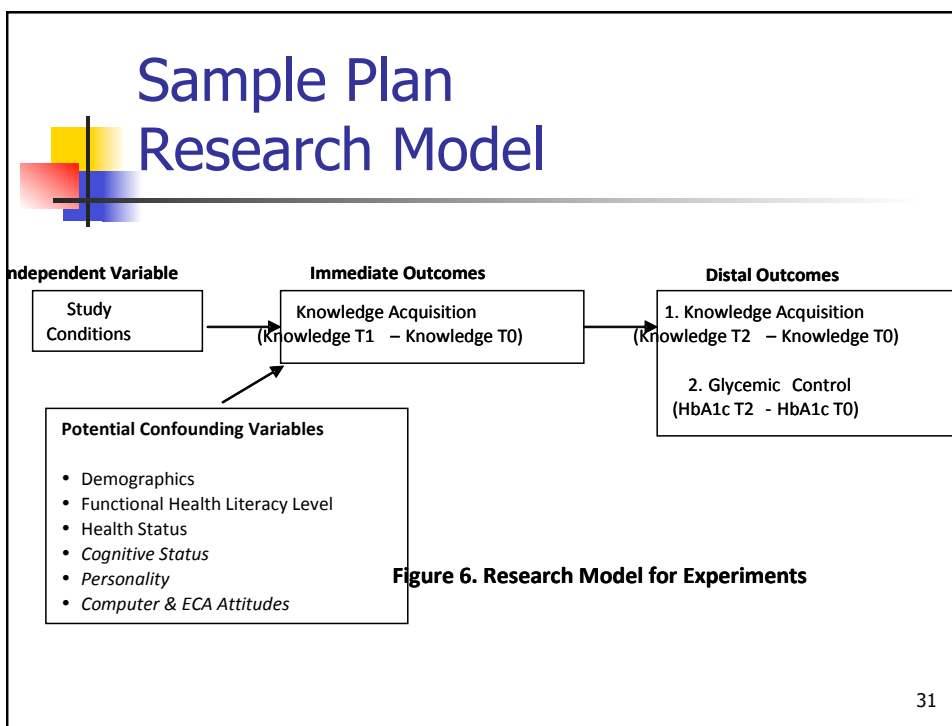 Sample Plan
Research Model
ndependent Variable
Study
Conditions
Immediate Outcomes
Knowledge Acquisition
(Knowledge T1 – Knowledge T0)
Distal Outcomes
1. Knowledge Acquisition
(Knowledge T2 – Knowledge T0)
2. Glycemic Control
(HbA1c T2 - HbA1c T0)
Potential Confounding Variables
• Demographics
• Functional Health Literacy Level
• Health Status
• Cognitive Status
• Personality
• Computer & ECA Attitudes
Figure 6. Research Model for Experiments
31